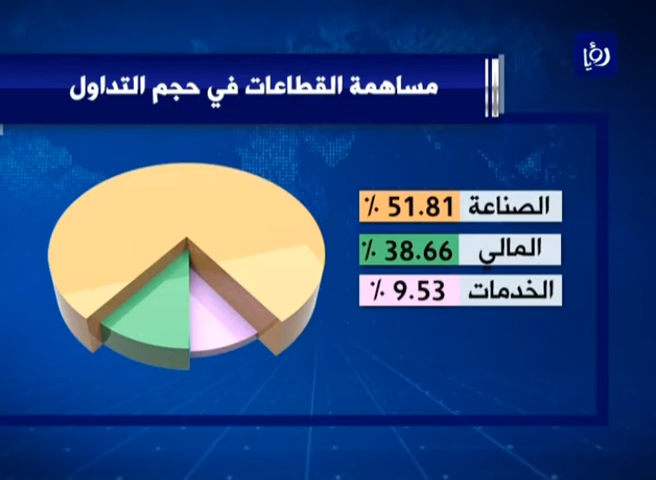 رؤيا
مساهمة القطاعات في حجم التداول
الصناعة 51.81 ٪
المالي 38.66 ٪
الخدمات 9.53 ٪